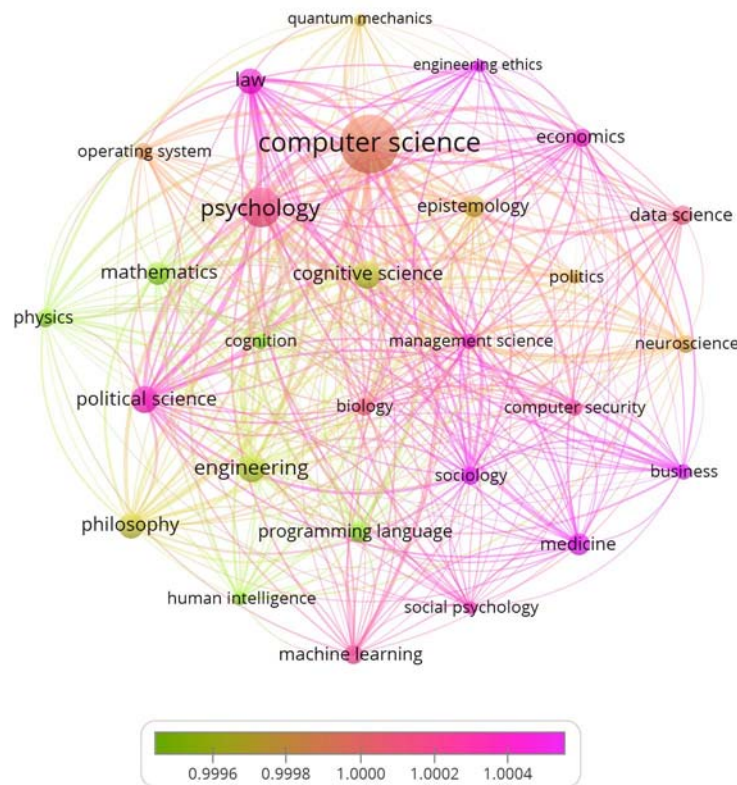 quantum mechanics
engineering ethics
law
computer science
economics
operating system
psychology
epistemology
data science
mathematics
cognitive science
politics
physics
cognition
management science
neuroscience
political science
biology
computer security
engineering
sociology
business
philosophy
programming language
medicine
human intelligence
social psychology
machine learning
0.9996 0.9998 1.0000 1.0002 1.0004